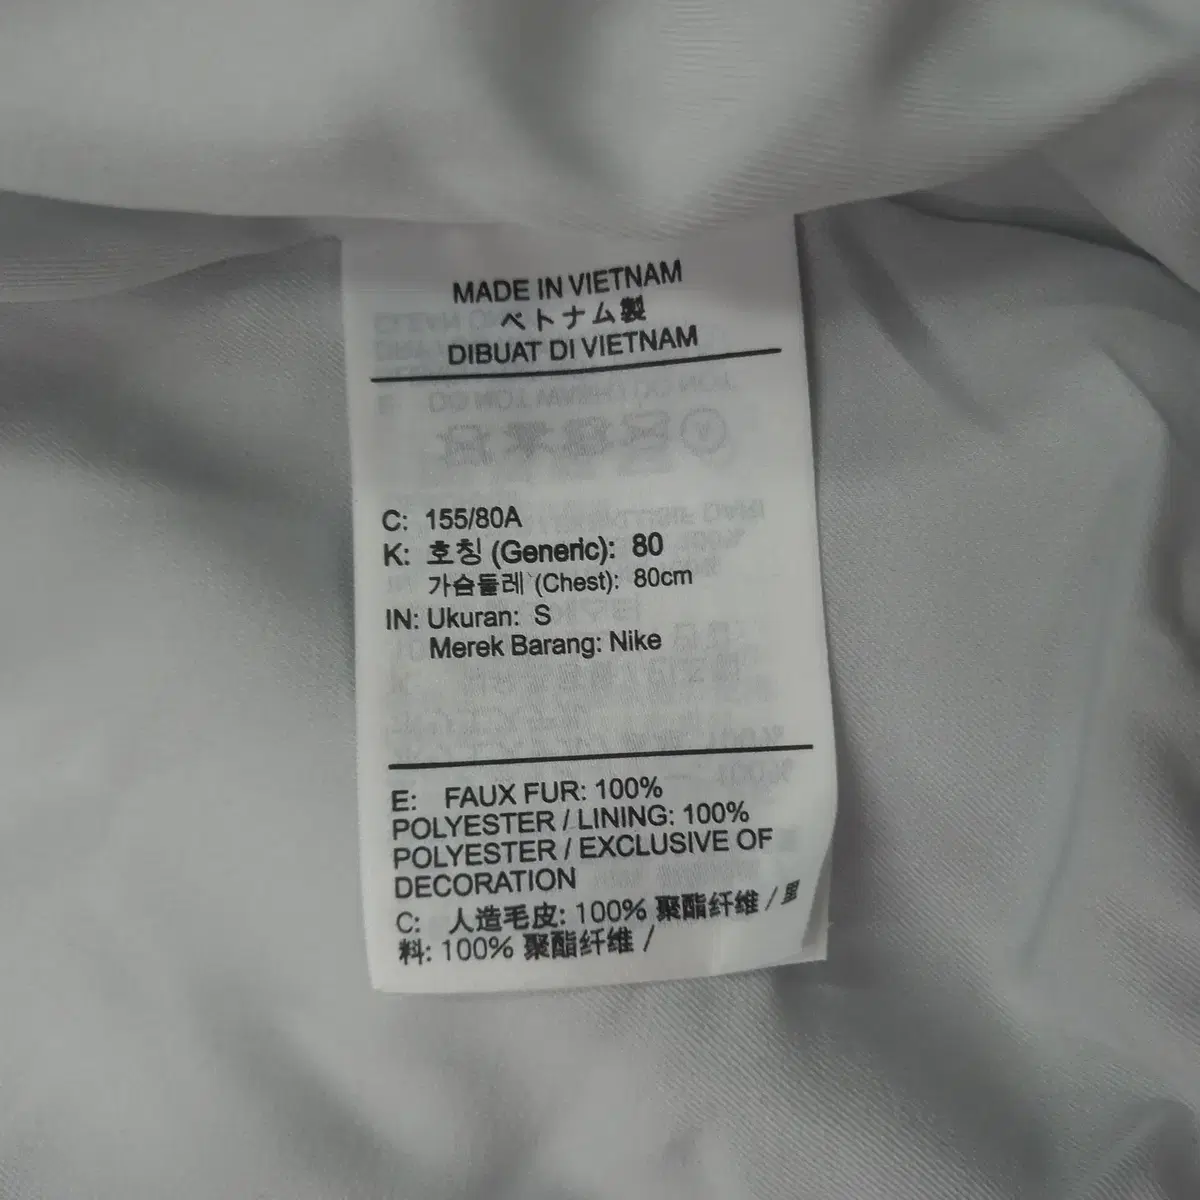 MADE IN VIETNAM
ベトナム製
DIBUAT DI VIETNAM
C: 155/80A
K: 호칭 (Generic): 80
가슴둘레 (Chest): 80cm
IN: Ukuran: S
Merek Barang: Nike
E: FAUX FUR: 100%
POLYESTER / LINING: 100%
POLYESTER / EXCLUSIVE OF
DECORATION
C: 人造毛皮: 100% 聚酯纤维 / 里
料: 100% 聚酯纤维 /